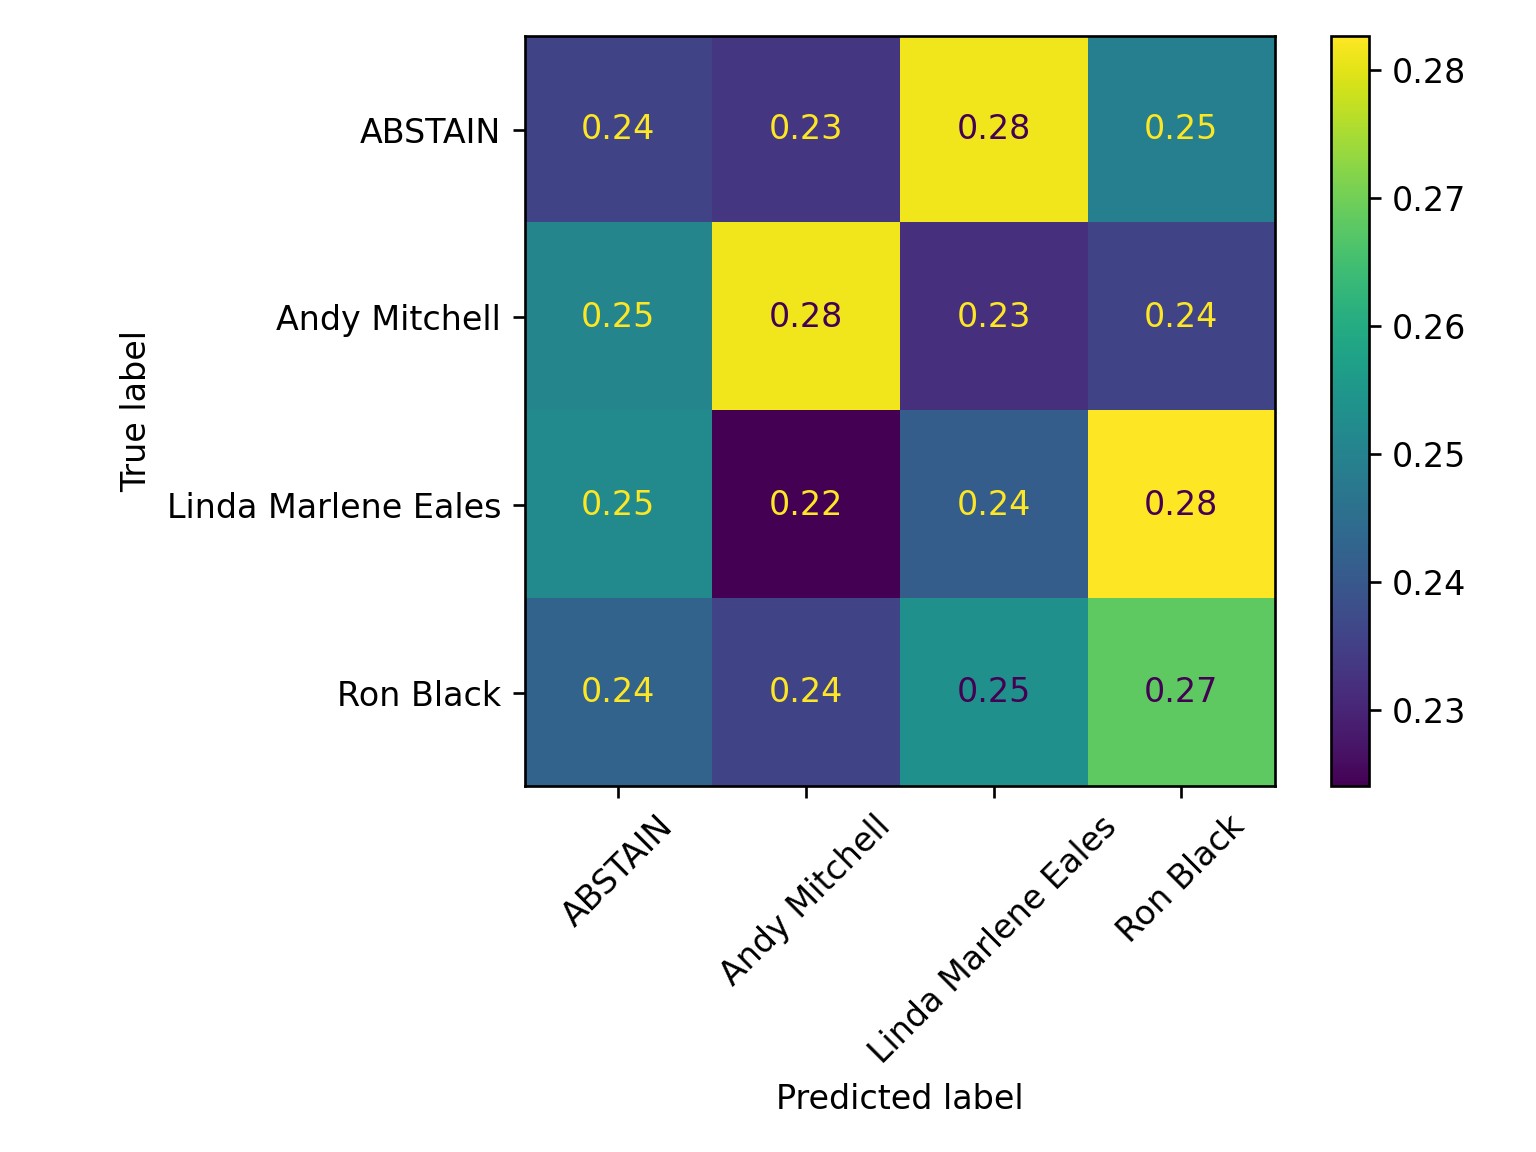 True label
ABSTAIN 0.24 0.23 0.28 0.25
Andy Mitchell 0.25 0.28 0.23 0.24
Linda Marlene Eales 0.25 0.22 0.24 0.28
Ron Black 0.24 0.24 0.25 0.27
ABSTAIN
Andy Mitchell
Linda Marlene Eales
Ron Black
Predicted label
0.28
0.27
0.26
0.25
0.24
0.23